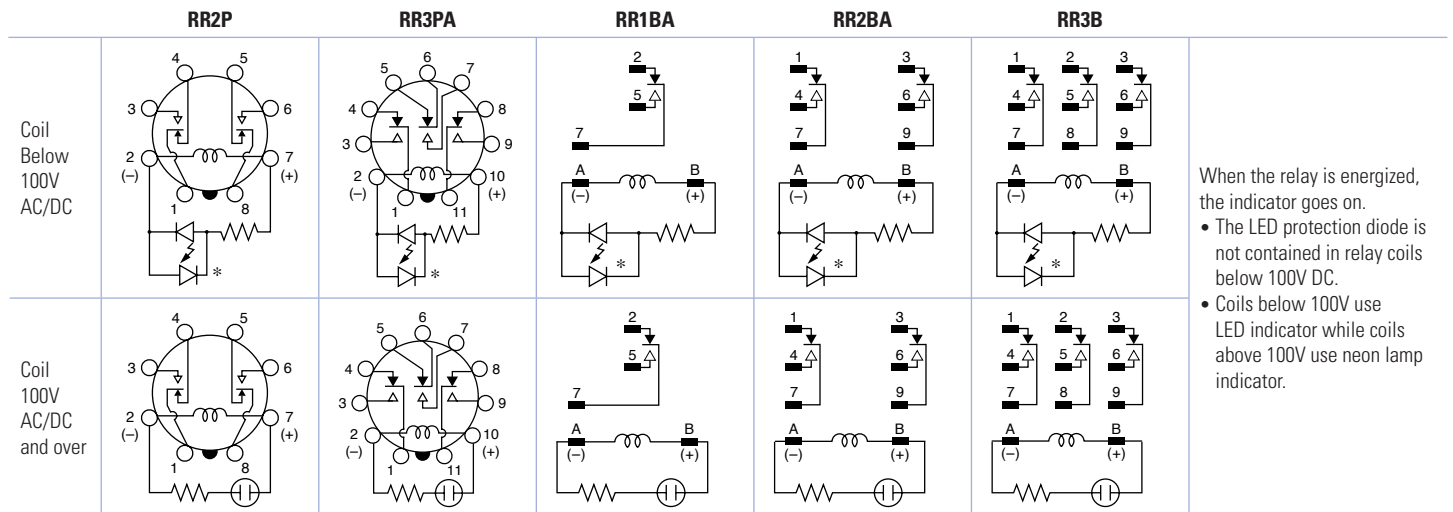 RR2P RR3PA RR1BA RR2BA RR3B
Coil
Below
100V
AC/DC
4 5
3 6
2 7
(−) (+)
1 8
*
6
5 7
4 8
3 9
2 10
(−) (+)
1 11
*
2
5
7
A B
(−) (+)
*
1 3
4 6
7 9
A B
(−) (+)
*
1 2 3
4 5 6
7 8 9
A B
(−) (+)
*
When the relay is energized,
the indicator goes on.
• The LED protection diode is
not contained in relay coils
below 100V DC.
• Coils below 100V use
LED indicator while coils
above 100V use neon lamp
indicator.
Coil
100V
AC/DC
and over
4 5
3 6
2 7
(−) (+)
1 8
6
5 7
4 8
3 9
2 10
(−) (+)
1 11
2
5
7
A B
(−) (+)
1 3
4 6
7 9
A B
(−) (+)
1 2 3
4 5 6
7 8 9
A B
(−) (+)